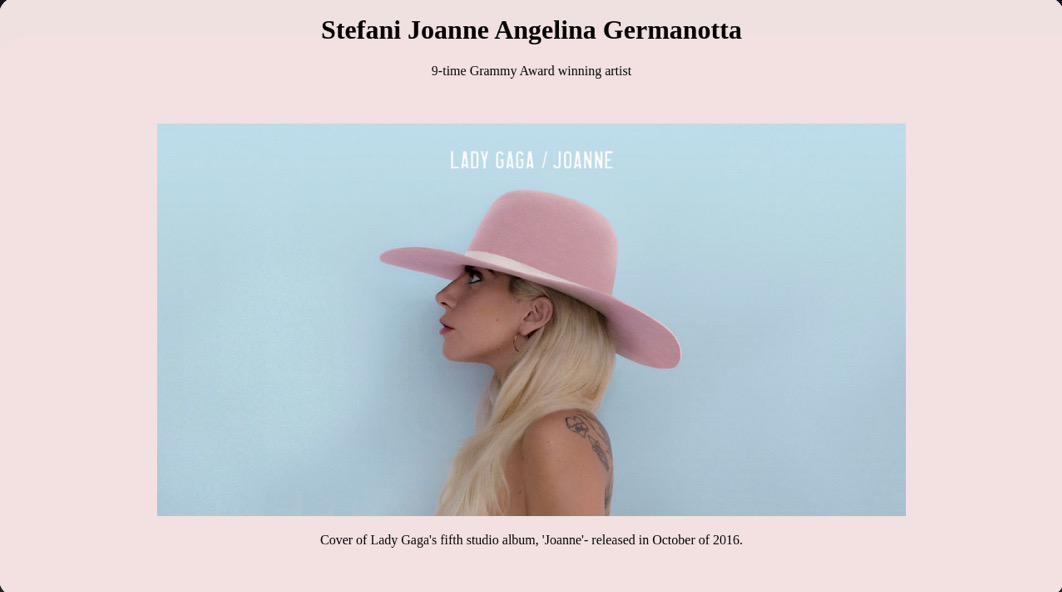 Stefani Joanne Angelina Germanotta
9-time Grammy Award winning artist
LADY GAGA / JOANNE
Cover of Lady Gaga's fifth studio album, 'Joanne'- released in October of 2016.